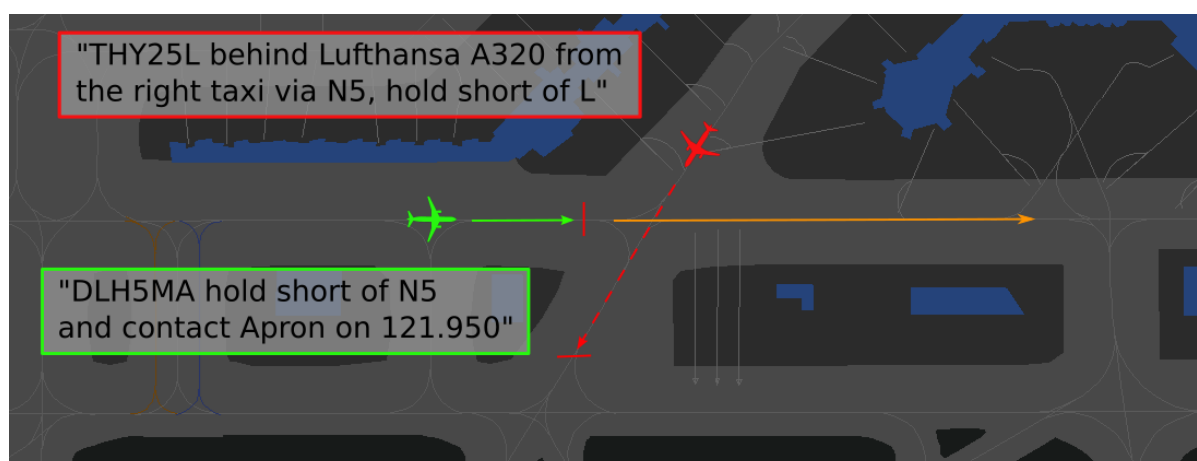 "THY25L behind Lufthansa A320 from
the right taxi via N5, hold short of L"
"DLH5MA hold short of N5
and contact Apron on 121.950"